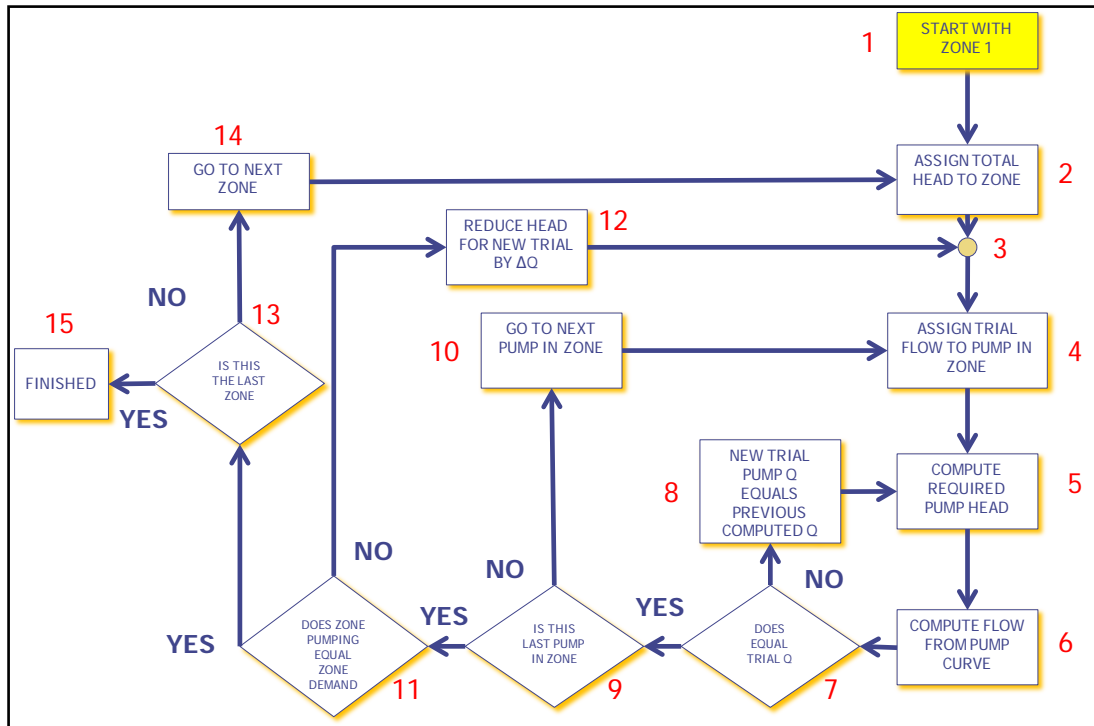 1
START WITH
ZONE 1
14
GO TO NEXT
ZONE
ASSIGN TOTAL
HEAD TO ZONE
2
REDUCE HEAD
FOR NEW TRIAL
BY ΔQ
12
3
NO
13
15
FINISHED
IS THIS
THE LAST
ZONE
YES
10
GO TO NEXT
PUMP IN ZONE
ASSIGN TRIAL
FLOW TO PUMP IN
ZONE
4
8
NEW TRIAL
PUMP Q
EQUALS
PREVIOUS
COMPUTED Q
COMPUTE
REQUIRED
PUMP HEAD
5
NO
NO
NO
YES
DOES ZONE
PUMPING
EQUAL
ZONE
DEMAND
11
YES
IS THIS
LAST PUMP
IN ZONE
9
YES
DOES
EQUAL
TRIAL Q
7
COMPUTE FLOW
FROM PUMP
CURVE
6